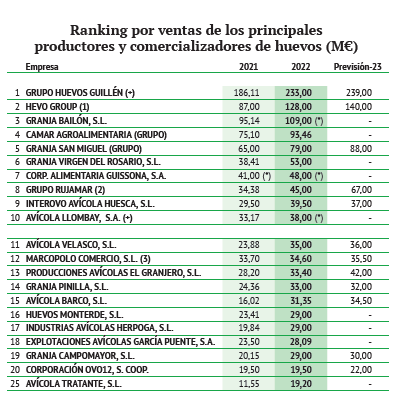 Ranking por ventas de los principales
productores y comercializadores de huevos (M€)
Empresa 2021 2022 Previsión-23
1 GRUPO HUEVOS GUILLÉN (+) 186,11 233,00 239,00
2 HEVO GROUP (1) 87,00 128,00 140,00
3 GRANJA BAILÓN, S.L. 95,14 109,00 (*) -
4 CAMAR AGROALIMENTARIA (GRUPO) 75,10 93,46 -
5 GRANJA SAN MIGUEL (GRUPO) 65,00 79,00 88,00
6 GRANJA VIRGEN DEL ROSARIO, S.L. 38,41 53,00 -
7 CORP. ALIMENTARIA GUISSONA, S.A. 41,00 (*) 48,00 (*) -
8 GRUPO RUJAMAR (2) 34,38 45,00 67,00
9 INTEROVO AVÍCOLA HUESCA, S.L. 29,50 39,50 37,00
10 AVÍCOLA LLOMBAY, S.A. (+) 33,17 38,00 (*) -
11 AVÍCOLA VELASCO, S.L. 23,88 35,00 36,00
12 MARCOPOLO COMERCIO, S.L. (3) 33,70 34,60 35,50
13 PRODUCCIONES AVÍCOLAS EL GRANJERO, S.L. 28,20 33,40 42,00
14 GRANJA PINILLA, S.L. 24,36 33,00 32,00
15 AVÍCOLA BARCO, S.L. 16,02 31,35 34,50
16 HUEVOS MONTERDE, S.L. 23,41 29,00 -
17 INDUSTRIAS AVÍCOLAS HERPOGA, S.L. 19,84 29,00 -
18 EXPLOTACIONES AVÍCOLAS GARCÍA PUENTE, S.A. 23,50 28,09 -
19 GRANJA CAMPOMAYOR, S.L. 20,15 29,00 30,00
20 CORPORACIÓN OVO12, S. COOP. 19,50 19,50 22,00
25 AVÍCOLA TRATANTE, S.L. 11,55 19,20 -